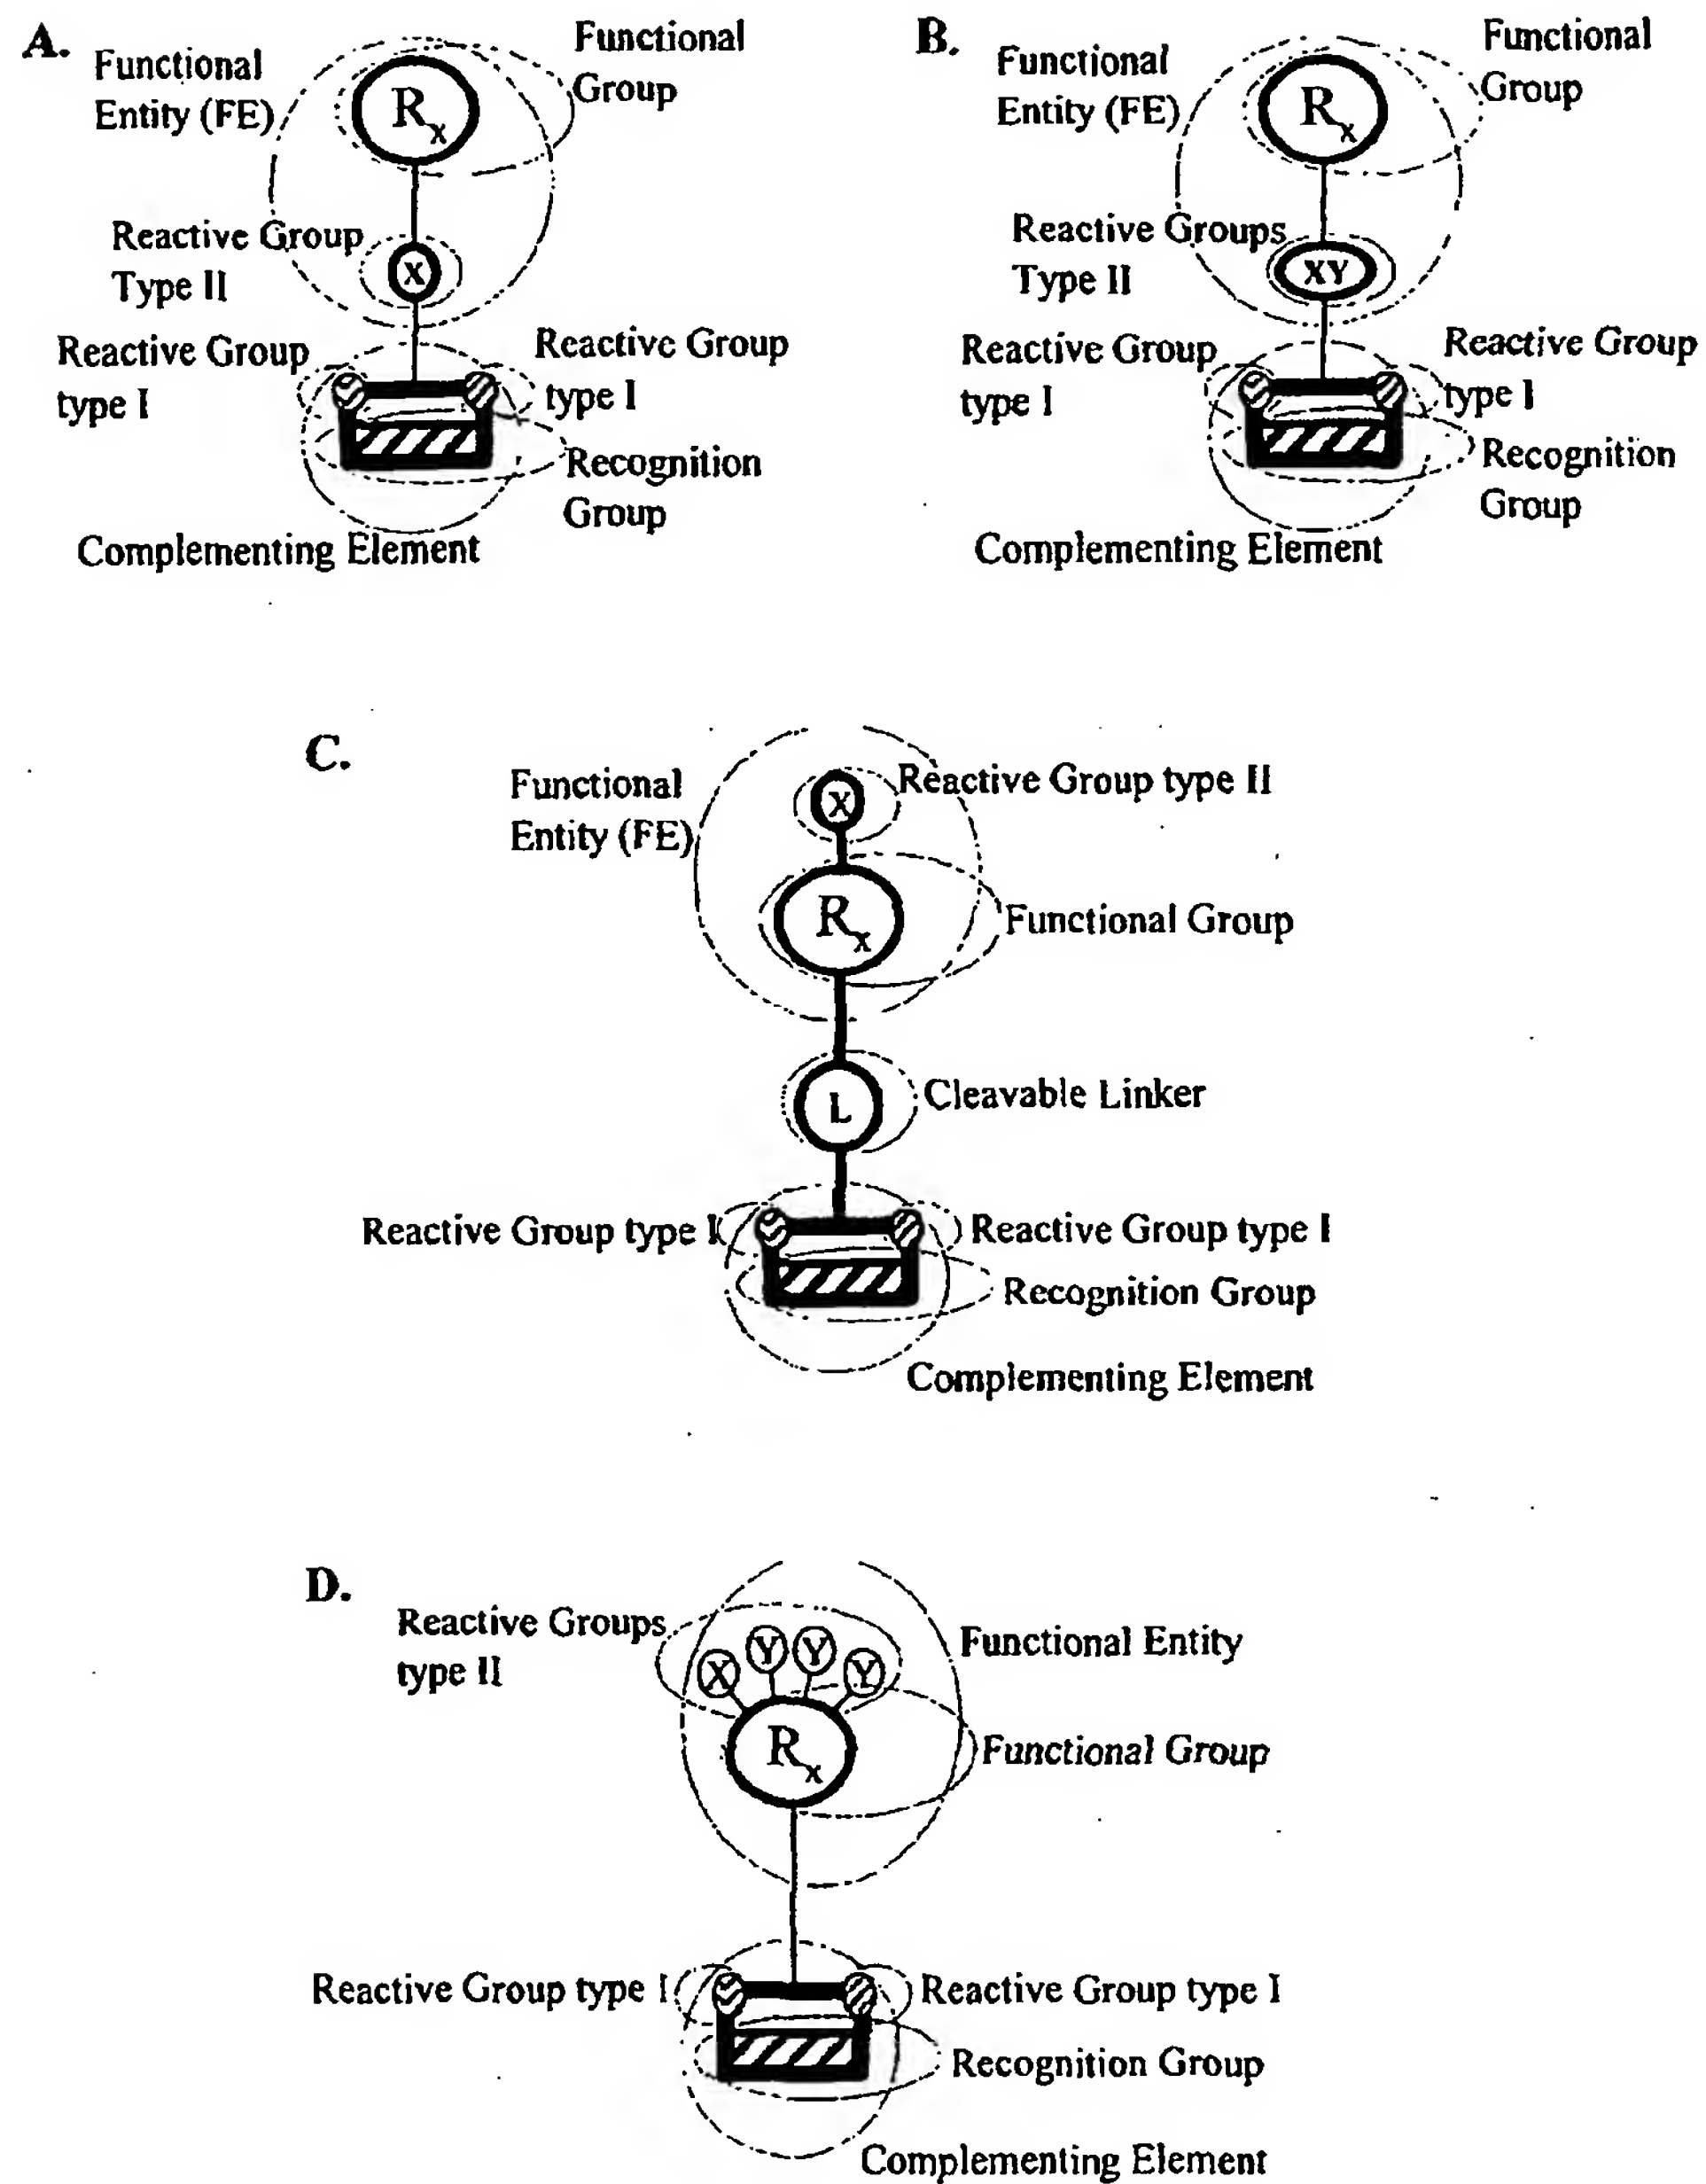 A.
Functional
Entity (FE)
Functional
Group
Rx
Reactive Group
Type II
X
Reactive Group
type I
Reactive Group
type I
Recognition
Group
Complementing Element
B.
Functional
Entity (FE)
Functional
Group
Rx
Reactive Groups
Type II
XY
Reactive Group
type I
Reactive Group
type I
Recognition
Group
Complementing Element
C.
Functional
Entity (FE)
X
Reactive Group type II
Rx
Functional Group
L
Cleavable Linker
Reactive Group type I
Reactive Group type I
Recognition Group
Complementing Element
D.
Reactive Groups
type II
X Y Y Y
Functional Entity
Rx
Functional Group
Reactive Group type I
Reactive Group type I
Recognition Group
Complementing Element